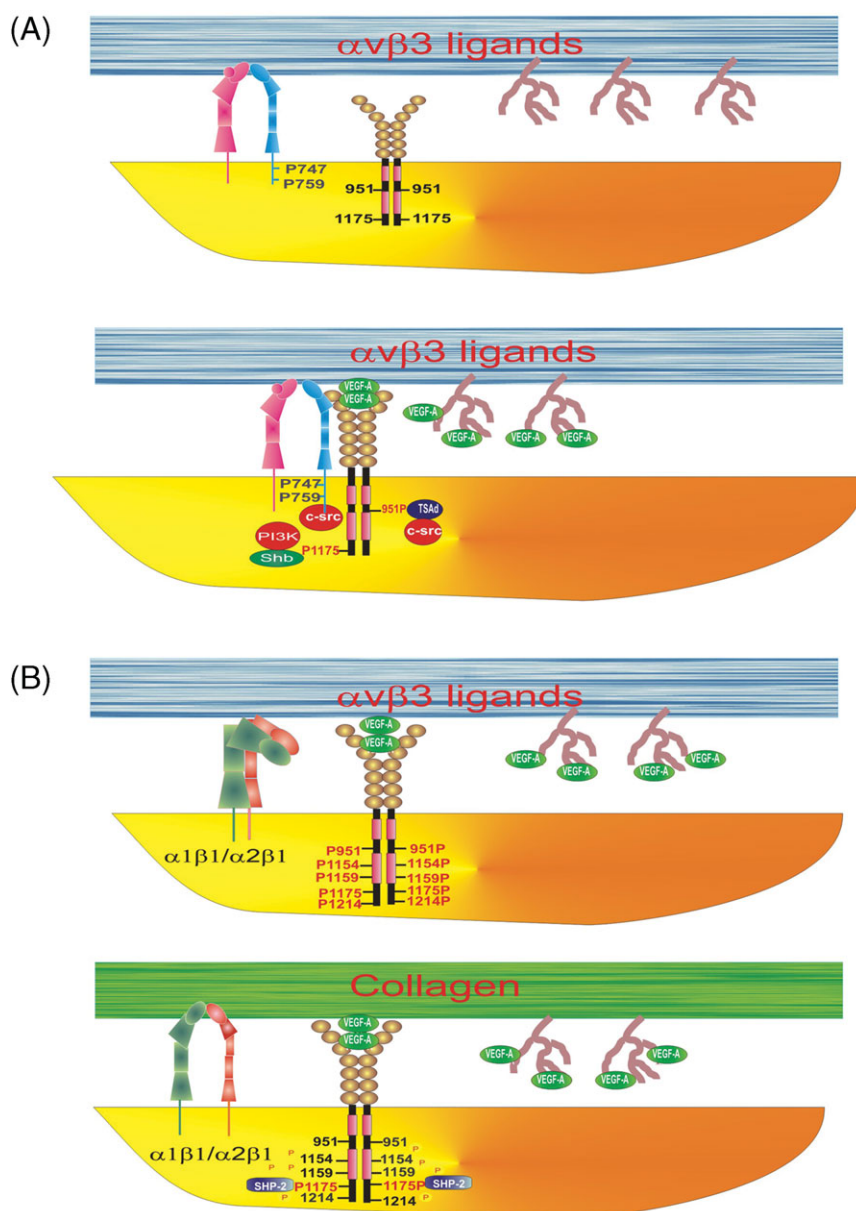 (A)
αvβ3 ligands
P747
P759
951 951
1175 1175
αvβ3 ligands
VEGF-A
VEGF-A
VEGF-A
VEGF-A VEGF-A VEGF-A
P747
P759
c-src 951P TSAd
PI3K c-src
Shb P1175
(B)
αvβ3 ligands
VEGF-A
VEGF-A
VEGF-A VEGF-A
VEGF-A VEGF-A
α1β1/α2β1
P951 951P
P1154 1154P
P1159 1159P
P1175 1175P
P1214 1214P
Collagen
VEGF-A
VEGF-A
VEGF-A VEGF-A
VEGF-A VEGF-A
α1β1/α2β1
951 951
P P
1154 1154
P P P P
1159 1159
SHP-2 P1175 1175P SHP-2
P P
1214 1214